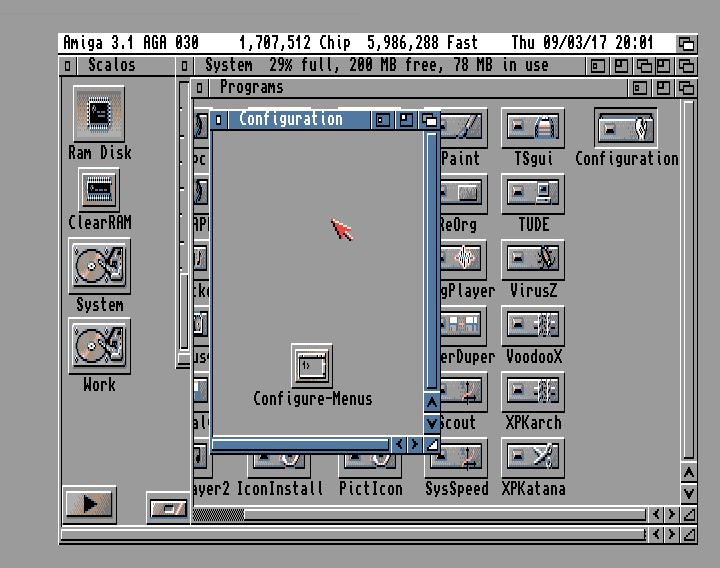 Amiga 3.1 AGA 030 1,707,512 Chip 5,986,288 Fast Thu 09/03/17 20:01
Scalos
System 29% full, 200 MB free, 78 MB in use
Programs
Configuration
Ram Disk
ClearRAM
System
Work
Paint
TSgui
Configuration
ReOrg
TUDE
gPlayer
VirusZ
erDuper
VoodooX
1>
Configure-Menus
Scout
XPKarch
ayer2 IconInstall PictIcon SysSpeed XPKatana